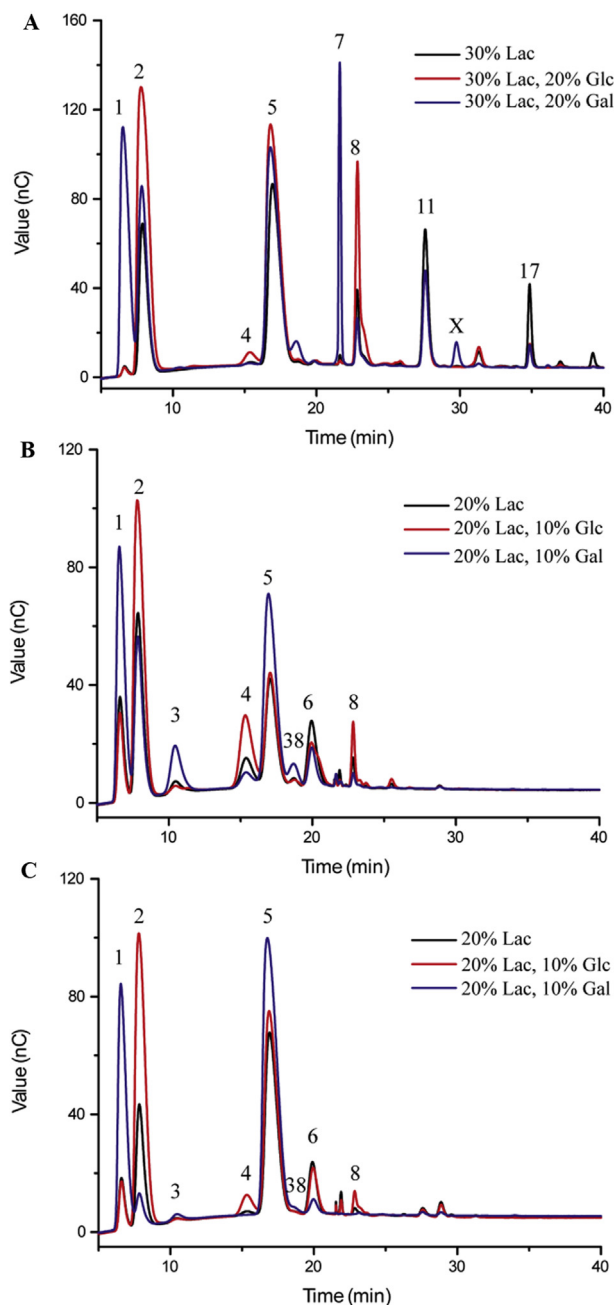 A
160
120
80
40
0
Value (nC)
10
20
30
40
Time (min)
1
2
4
5
7
8
11
X
17
30% Lac
30% Lac, 20% Glc
30% Lac, 20% Gal
B
120
80
40
0
Value (nC)
10
20
30
40
Time (min)
1
2
3
4
5
38
6
8
20% Lac
20% Lac, 10% Glc
20% Lac, 10% Gal
C
120
80
40
0
Value (nC)
10
20
30
40
Time (min)
1
2
3
4
5
38
6
8
20% Lac
20% Lac, 10% Glc
20% Lac, 10% Gal